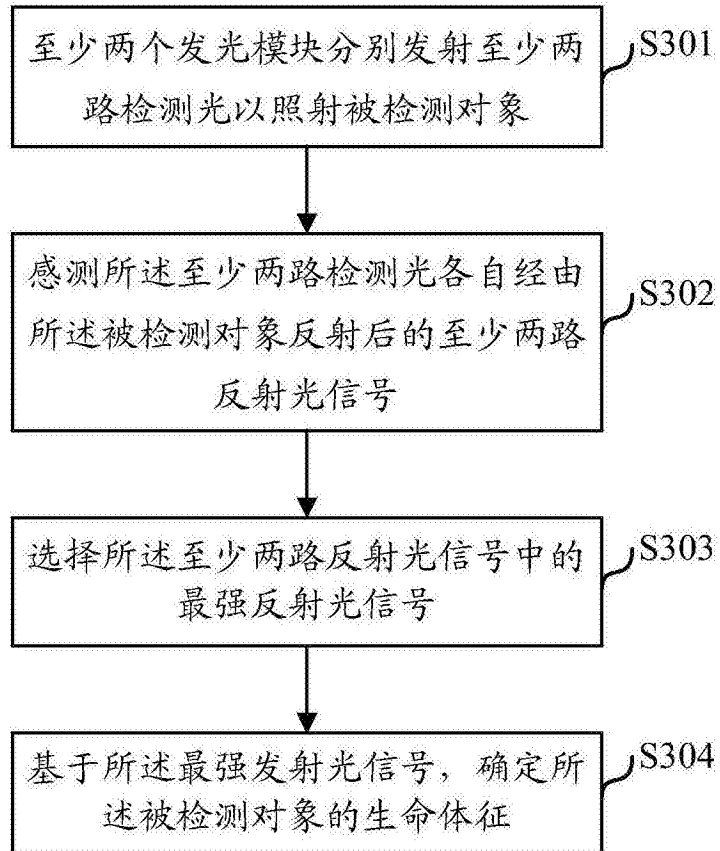 至少两个发光模块分别发射至少两
路检测光以照射被检测对象
S301
感测所述至少两路检测光各自经由
所述被检测对象反射后的至少两路
反射光信号
S302
选择所述至少两路反射光信号中的
最强反射光信号
S303
基于所述最强发射光信号，确定所
述被检测对象的生命体征
S304